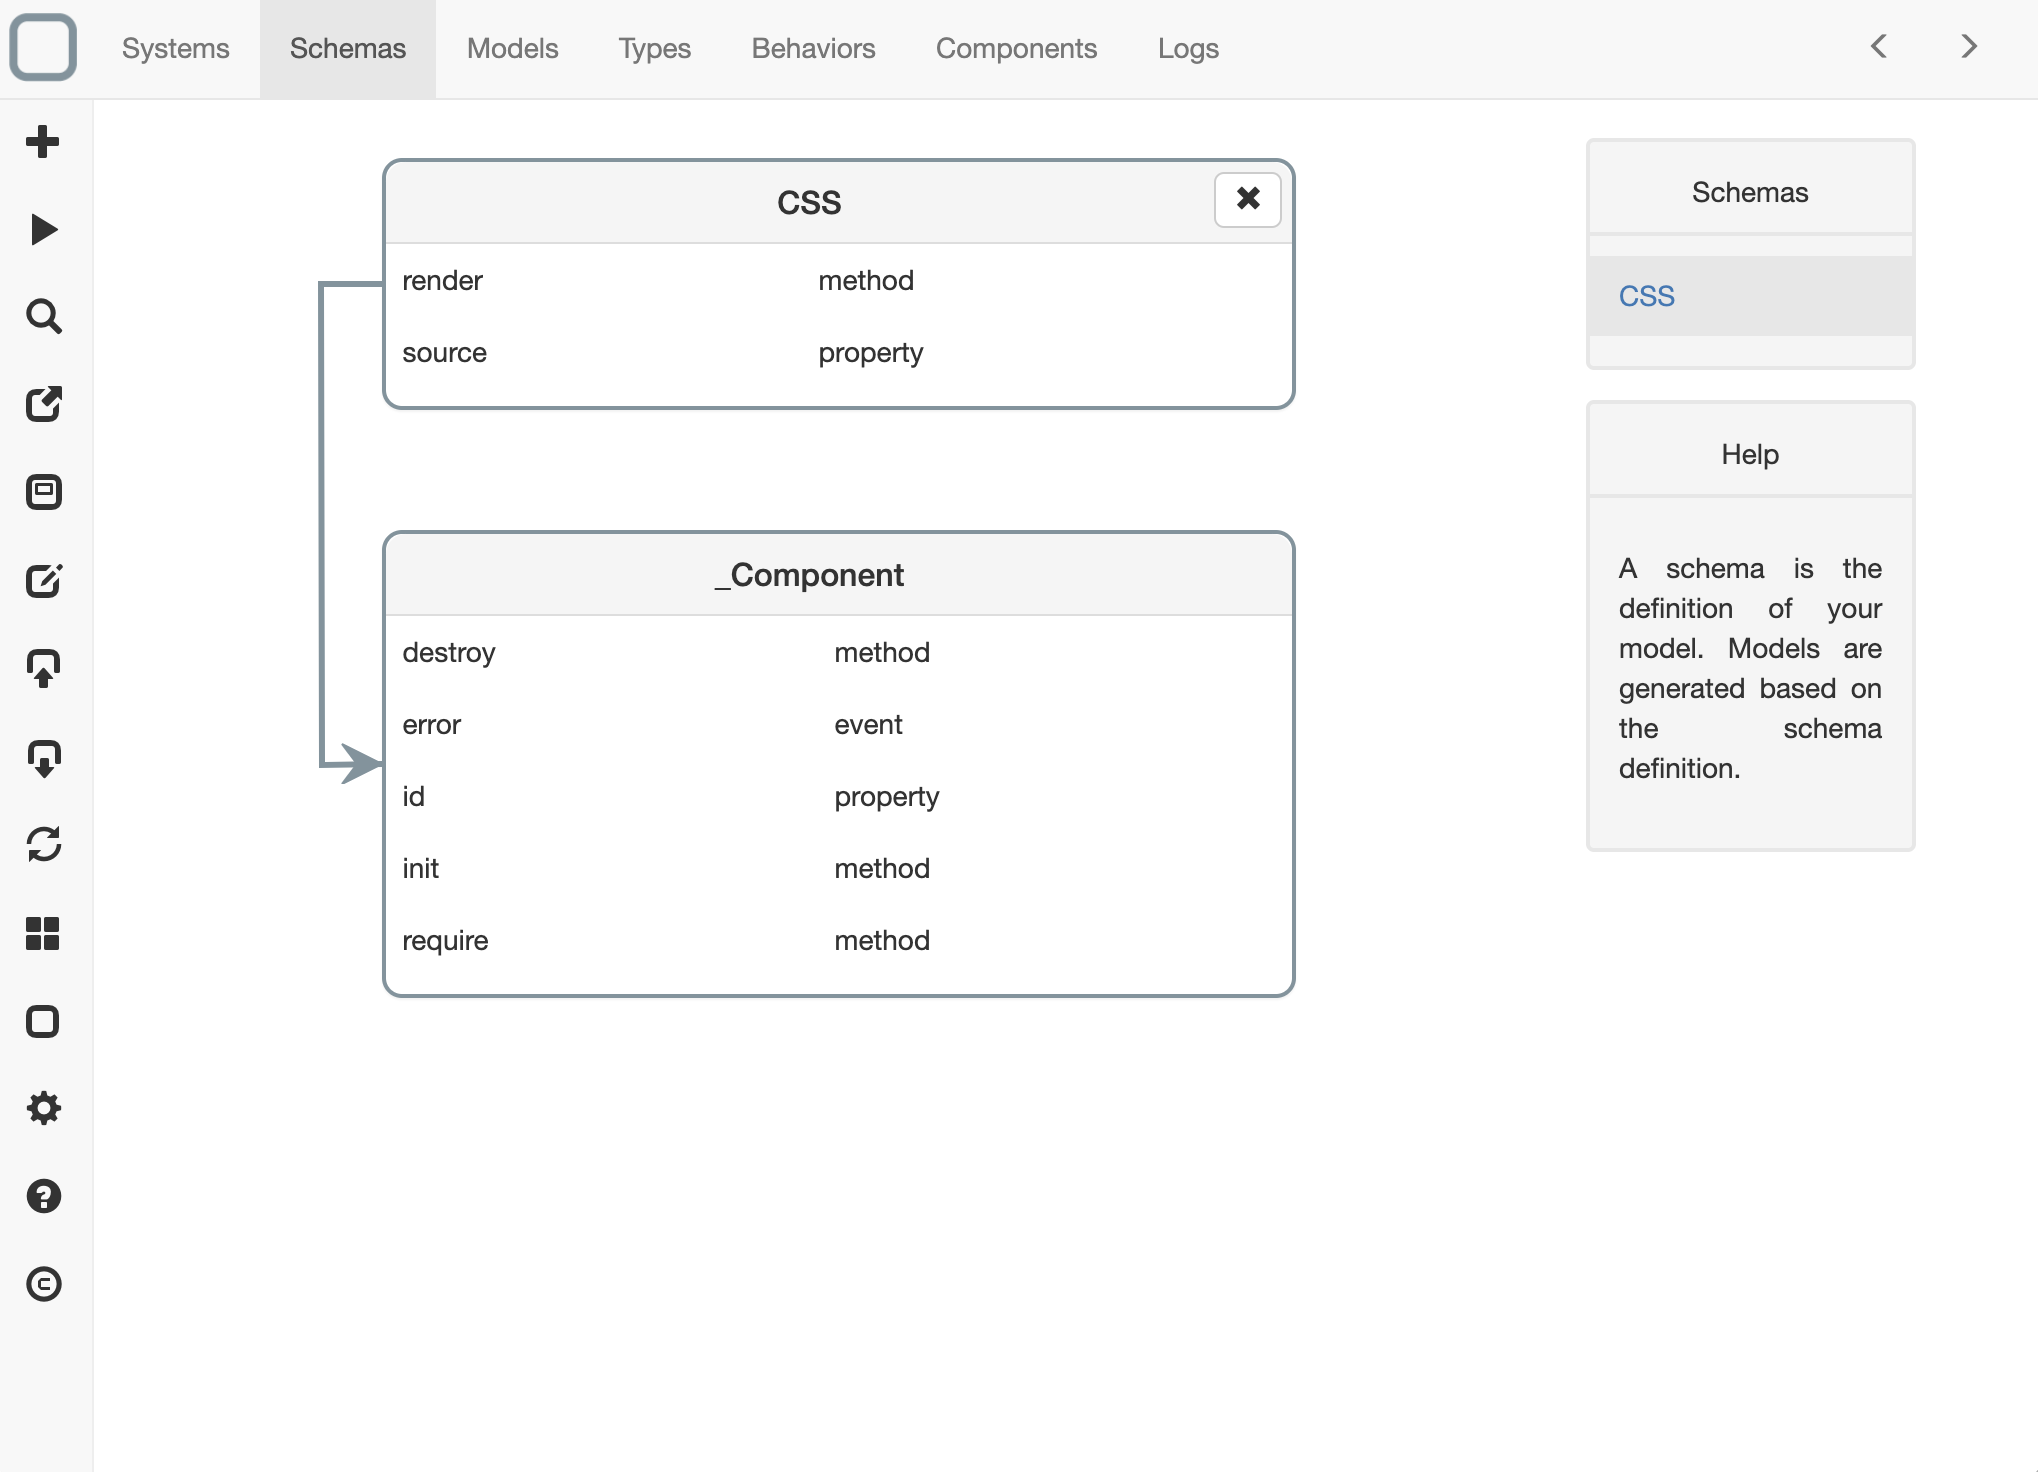 Systems Schemas Models Types Behaviors Components Logs
CSS
render method
source property
_Component
destroy method
error event
id property
init method
require method
Schemas
CSS
Help
A schema is the
definition of your
model. Models are
generated based on
the schema
definition.